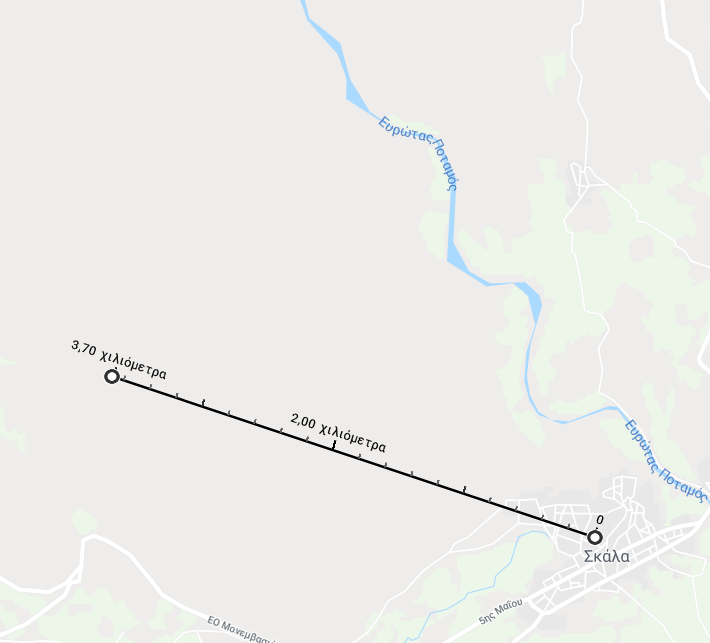 Ευρώτας Ποταμός
3,70 χιλιόμετρα
2,00 χιλιόμετρα
Ευρώτας Ποταμός
0
Σκάλα
5ης Μαΐου
ΕΟ Μονεμβασι